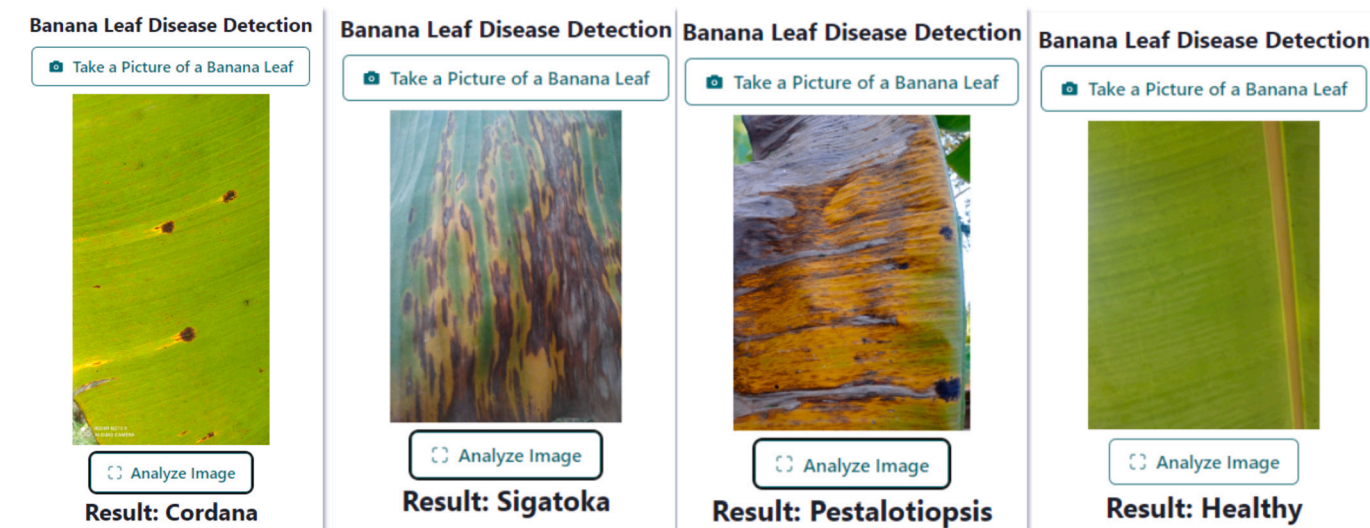 Banana Leaf Disease Detection
Take a Picture of a Banana Leaf
Analyze Image
Result: Cordana
Banana Leaf Disease Detection
Take a Picture of a Banana Leaf
Analyze Image
Result: Sigatoka
Banana Leaf Disease Detection
Take a Picture of a Banana Leaf
Analyze Image
Result: Pestalotiopsis
Banana Leaf Disease Detection
Take a Picture of a Banana Leaf
Analyze Image
Result: Healthy